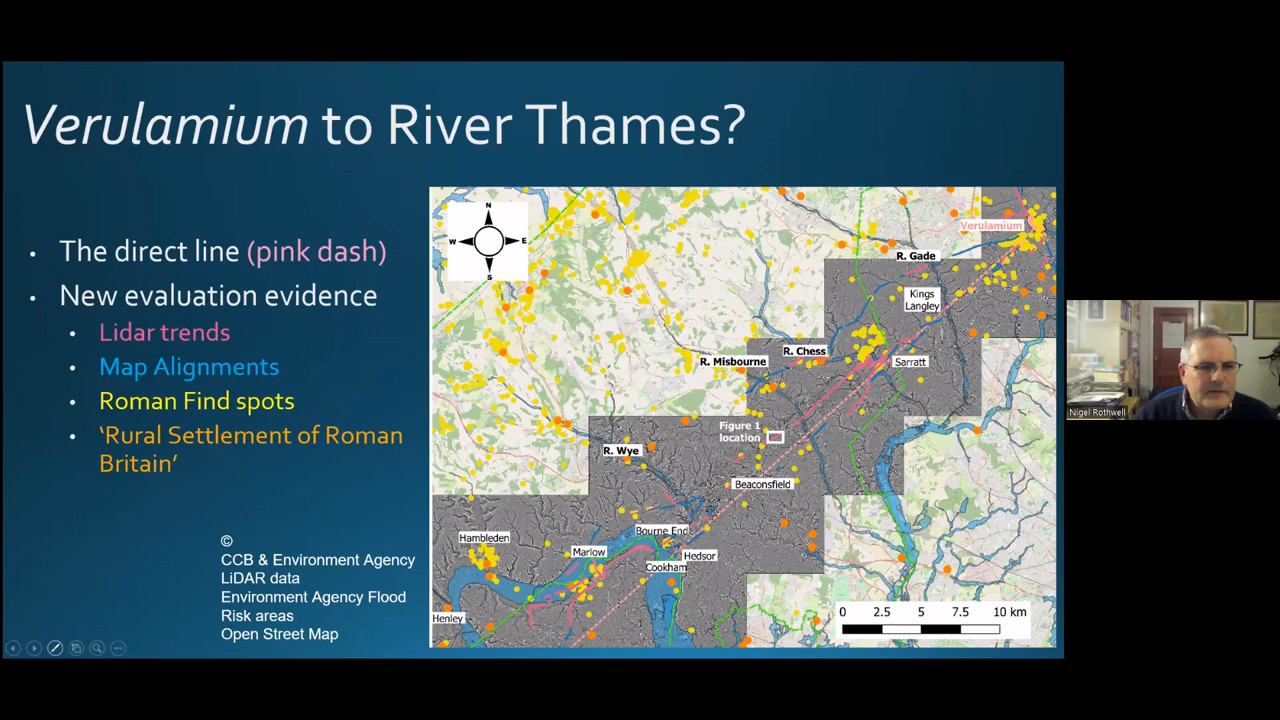 Verulamium to River Thames?
• The direct line (pink dash)
• New evaluation evidence
• Lidar trends
• Map Alignments
• Roman Find spots
• ‘Rural Settlement of Roman
Britain’
©
CCB & Environment Agency
LiDAR data
Environment Agency Flood
Risk areas
Open Street Map
N
W E
S
Verulamium
R. Gade
Kings
Langley
R. Chess
R. Misbourne
Sarratt
Figure 1
location
R. Wye
Beaconsfield
Bourne End
Hambleden
Marlow
Hedsor
Cookham
Henley
0 2.5 5 7.5 10 km
Nigel Rothwell